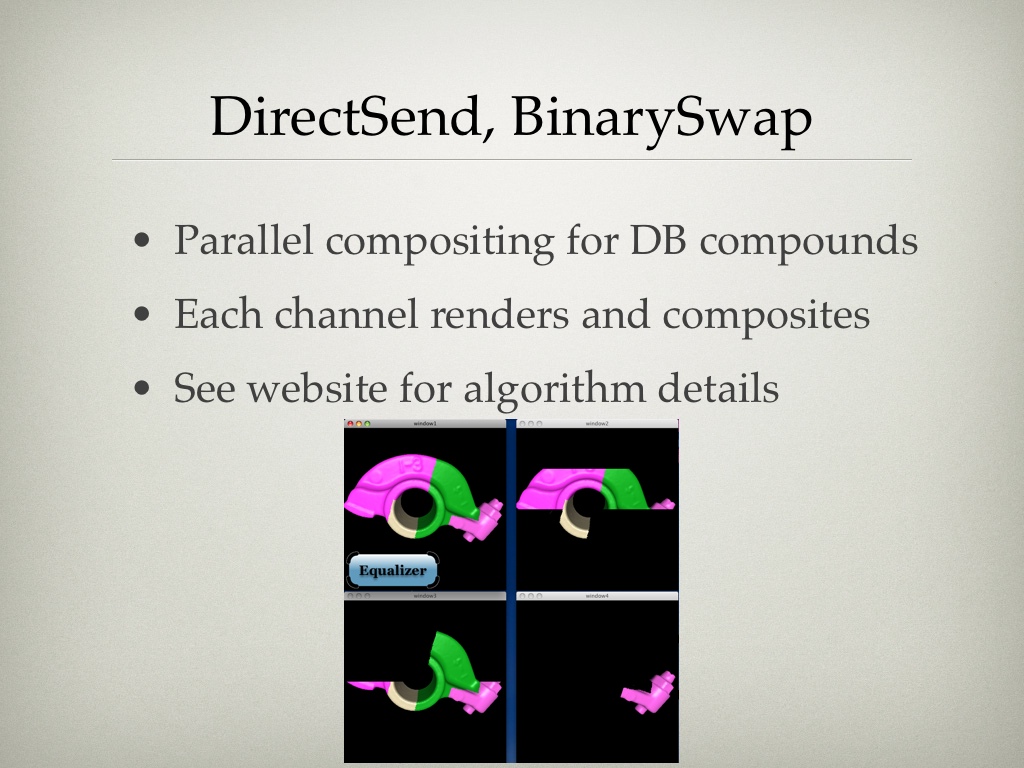 DirectSend, BinarySwap
• Parallel compositing for DB compounds
• Each channel renders and composites
• See website for algorithm details
window1
window2
Equalizer
window3
window4